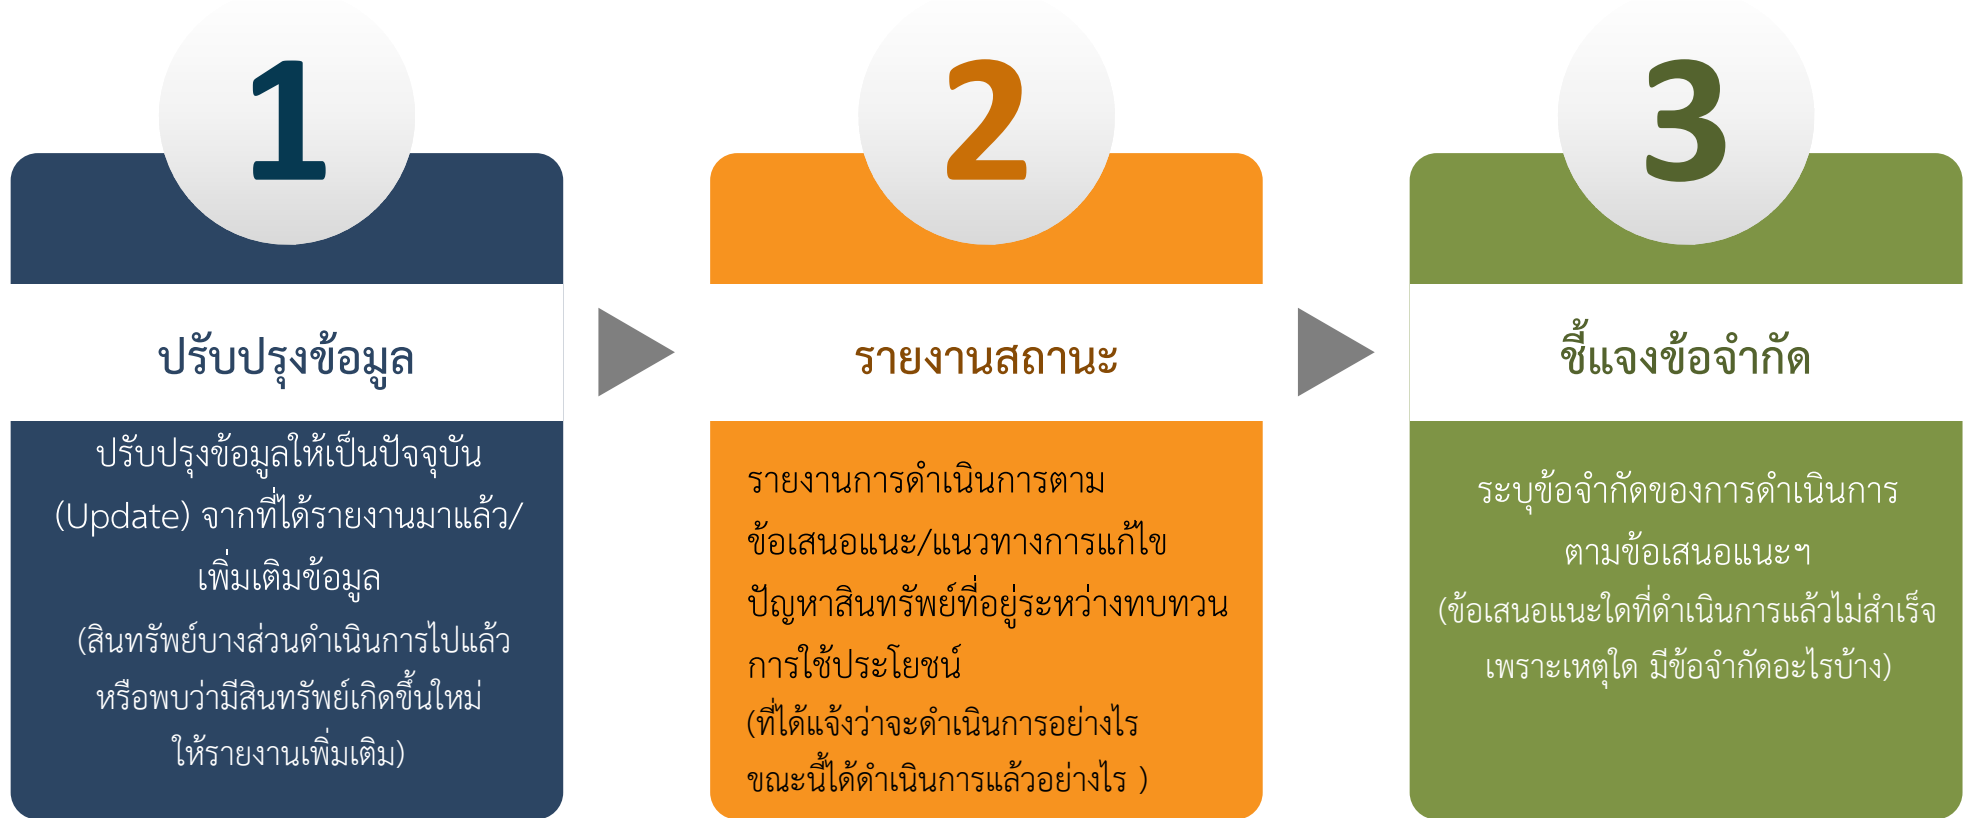 1
ปรับปรุงข้อมูล
ปรับปรุงข้อมูลให้เป็นปัจจุบัน
(Update) จากที่ได้รายงานมาแล้ว/
เพิ่มเติมข้อมูล
(สินทรัพย์บางส่วนดำเนินการไปแล้ว
หรือพบว่ามีสินทรัพย์เกิดขึ้นใหม่
ให้รายงานเพิ่มเติม)
2
รายงานสถานะ
รายงานการดำเนินการตาม
ข้อเสนอแนะ/แนวทางการแก้ไข
ปัญหาสินทรัพย์ที่อยู่ระหว่างทบทวน
การใช้ประโยชน์
(ที่ได้แจ้งว่าจะดำเนินการอย่างไร
ขณะนี้ได้ดำเนินการแล้วอย่างไร )
3
ชี้แจงข้อจำกัด
ระบุข้อจำกัดของการดำเนินการ
ตามข้อเสนอแนะฯ
(ข้อเสนอแนะใดที่ดำเนินการแล้วไม่สำเร็จ
เพราะเหตุใด มีข้อจำกัดอะไรบ้าง)